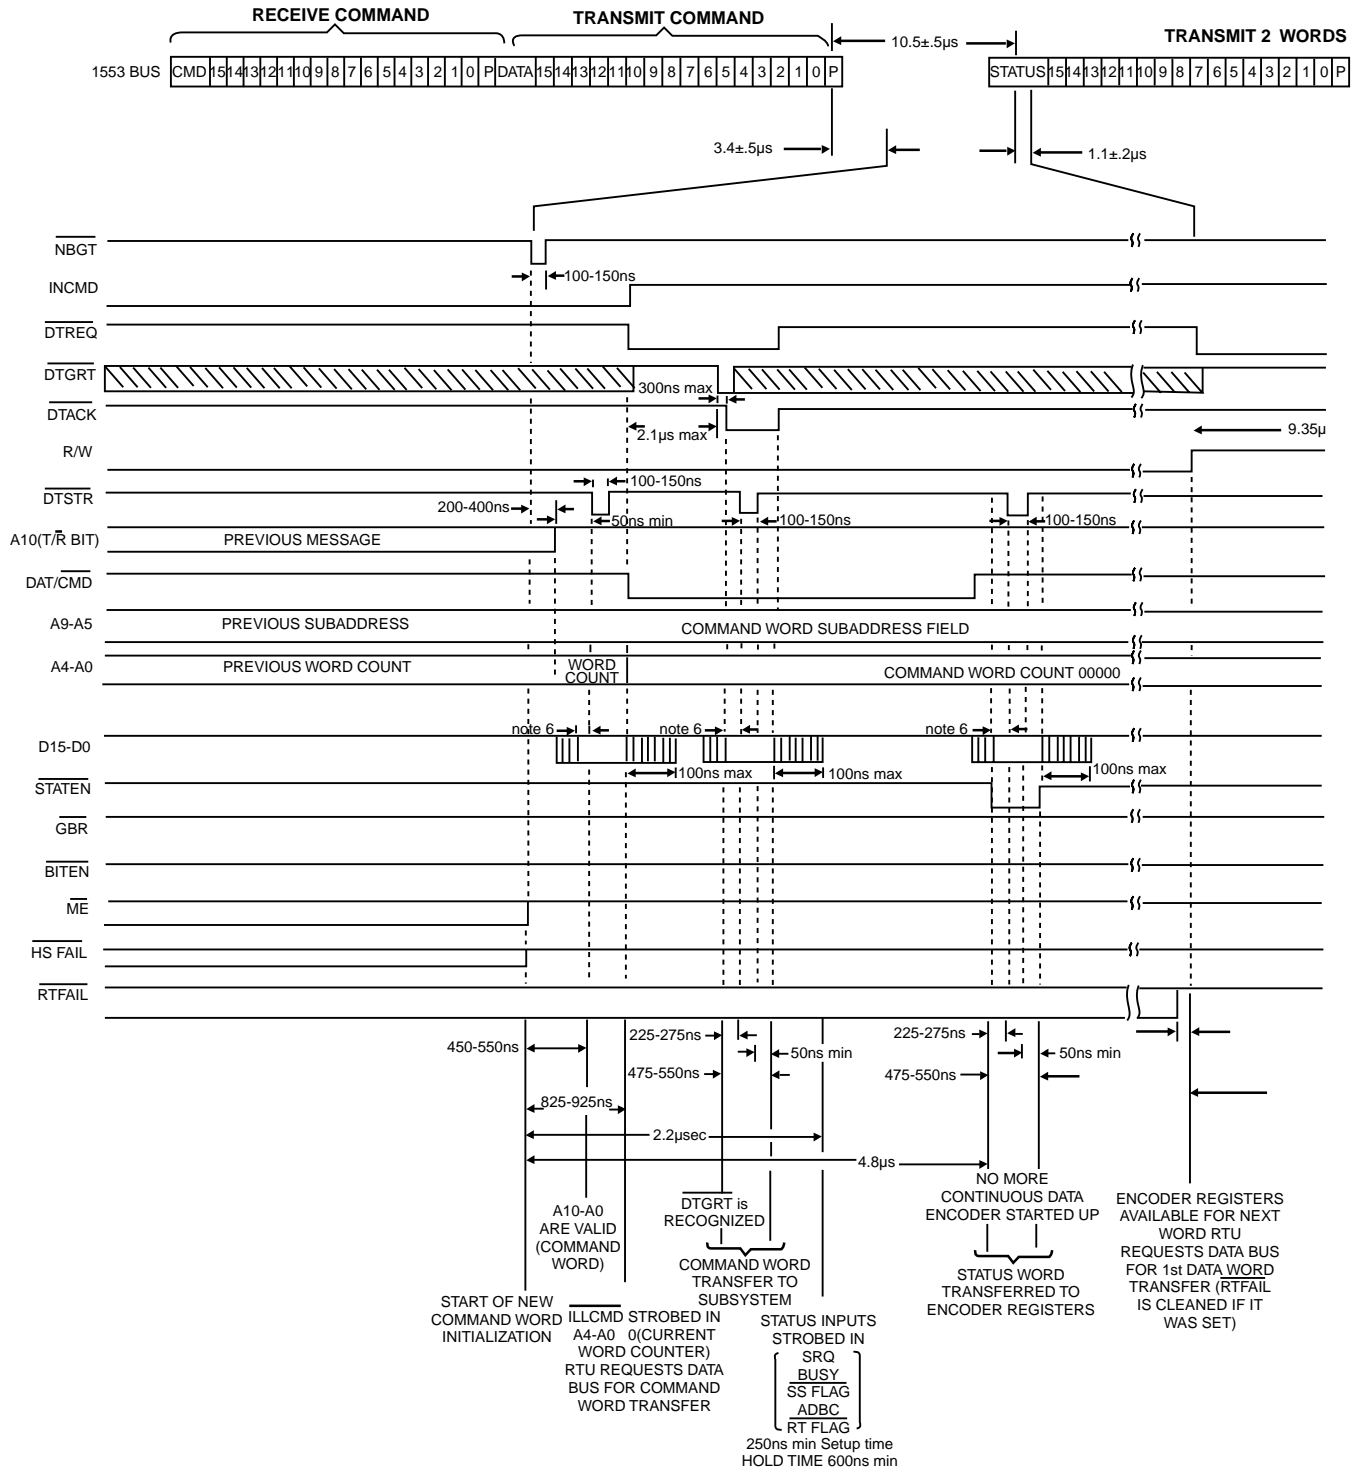 RECEIVE COMMAND
TRANSMIT COMMAND
10.5±.5µs
TRANSMIT 2 WORDS
1553 BUS CMD 15 14 13 12 11 10 9 8 7 6 5 4 3 2 1 0 P DATA 15 14 13 12 11 10 9 8 7 6 5 4 3 2 1 0 P STATUS 15 14 13 12 11 10 9 8 7 6 5 4 3 2 1 0 P
3.4±.5µs
1.1±.2µs
NBGT
100-150ns
INCMD
DTREQ
DTGRT
300ns max
DTACK
2.1µs max
9.35µ
R/W
100-150ns
DTSTR
200-400ns
50ns min
100-150ns
100-150ns
A10(T/R BIT)
PREVIOUS MESSAGE
DAT/CMD
A9-A5
PREVIOUS SUBADDRESS
COMMAND WORD SUBADDRESS FIELD
A4-A0
PREVIOUS WORD COUNT
WORD
COUNT
COMMAND WORD COUNT 00000
note 6
note 6
note 6
D15-D0
100ns max
100ns max
100ns max
STATEN
GBR
BITEN
ME
HS FAIL
RTFAIL
450-550ns
225-275ns
225-275ns
50ns min
50ns min
475-550ns
475-550ns
825-925ns
2.2µsec
4.8µs
A10-A0
ARE VALID
(COMMAND
WORD)
DTGRT is
RECOGNIZED
NO MORE
CONTINUOUS DATA
ENCODER STARTED UP
ENCODER REGISTERS
AVAILABLE FOR NEXT
WORD RTU
REQUESTS DATA BUS
FOR 1st DATA WORD
TRANSFER (RTFAIL
IS CLEANED IF IT
WAS SET)
COMMAND WORD
TRANSFER TO
SUBSYSTEM
STATUS WORD
TRANSFERRED TO
ENCODER REGISTERS
START OF NEW
COMMAND WORD
INITIALIZATION
ILLCMD STROBED IN
A4-A0 0(CURRENT
WORD COUNTER)
RTU REQUESTS DATA
BUS FOR COMMAND
WORD TRANSFER
STATUS INPUTS
STROBED IN
SRQ
BUSY
SS FLAG
ADBC
RT FLAG
250ns min Setup time
HOLD TIME 600ns min